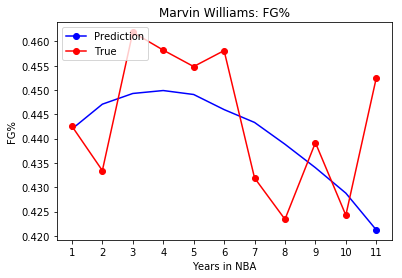 Marvin Williams: FG%
Prediction
True
FG%
0.460
0.455
0.450
0.445
0.440
0.435
0.430
0.425
0.420
1 2 3 4 5 6 7 8 9 10 11
Years in NBA